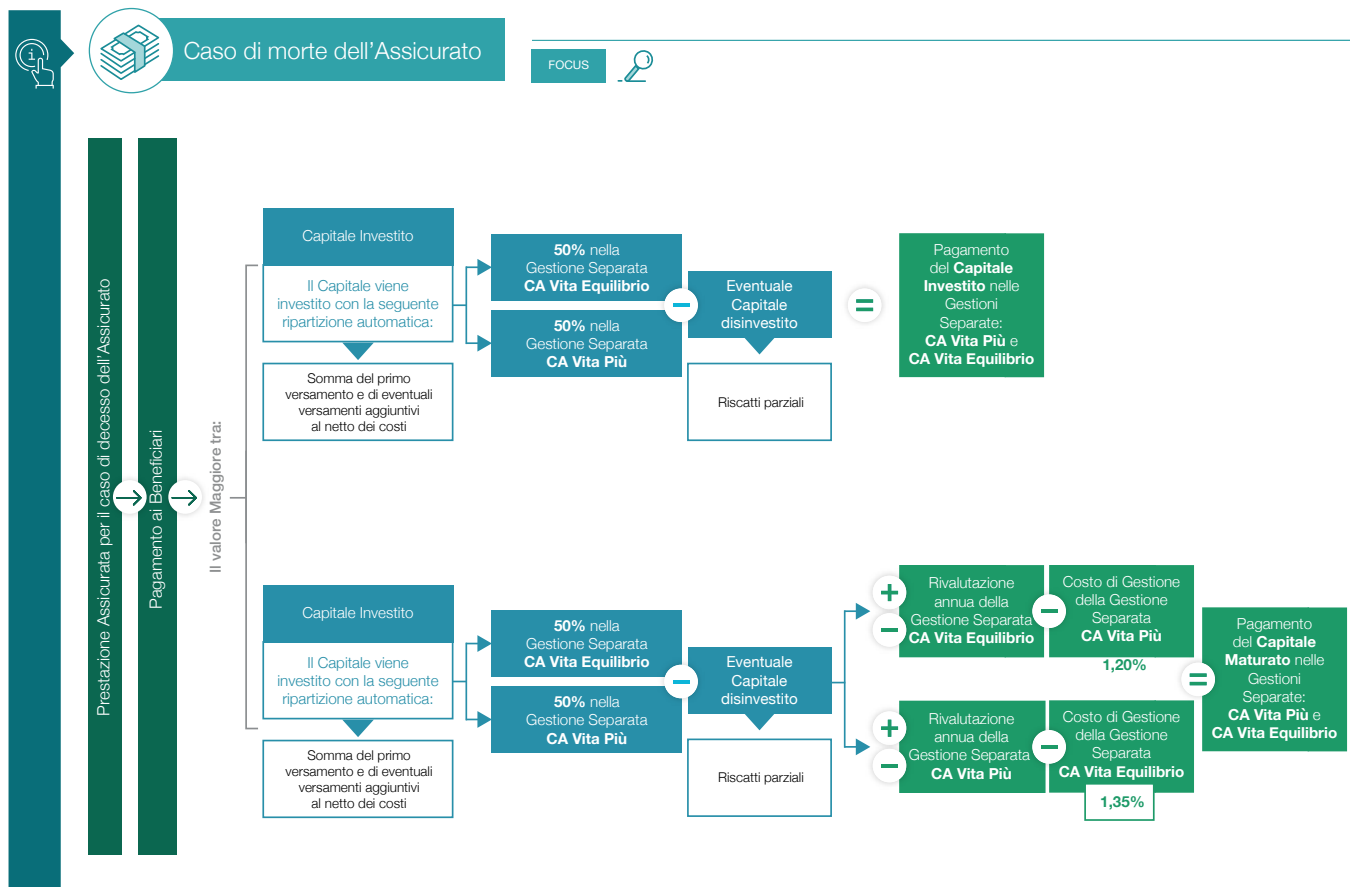 i
Caso di morte dell'Assicurato
FOCUS
Prestazione Assicurata per il caso di decesso dell'Assicurato
Pagamento ai Beneficiari
Il valore Maggiore tra:
Capitale Investito
Il Capitale viene
investito con la seguente
ripartizione automatica:
Somma del primo
versamento e di eventuali
versamenti aggiuntivi
al netto dei costi
50% nella
Gestione Separata
CA Vita Equilibrio
50% nella
Gestione Separata
CA Vita Più
−
Eventuale
Capitale
disinvestito
Riscatti parziali
=
Pagamento
del Capitale
Investito nelle
Gestioni
Separate:
CA Vita Più e
CA Vita Equilibrio
Capitale Investito
Il Capitale viene
investito con la seguente
ripartizione automatica:
Somma del primo
versamento e di eventuali
versamenti aggiuntivi
al netto dei costi
50% nella
Gestione Separata
CA Vita Equilibrio
50% nella
Gestione Separata
CA Vita Più
−
Eventuale
Capitale
disinvestito
Riscatti parziali
+
−
Rivalutazione
annua della
Gestione Separata
CA Vita Equilibrio
−
Costo di Gestione
della Gestione
Separata
CA Vita Più
1,20%
+
−
Rivalutazione
annua della
Gestione Separata
CA Vita Più
−
Costo di Gestione
della Gestione
Separata
CA Vita Equilibrio
1,35%
=
Pagamento
del Capitale
Maturato nelle
Gestioni
Separate:
CA Vita Più e
CA Vita Equilibrio